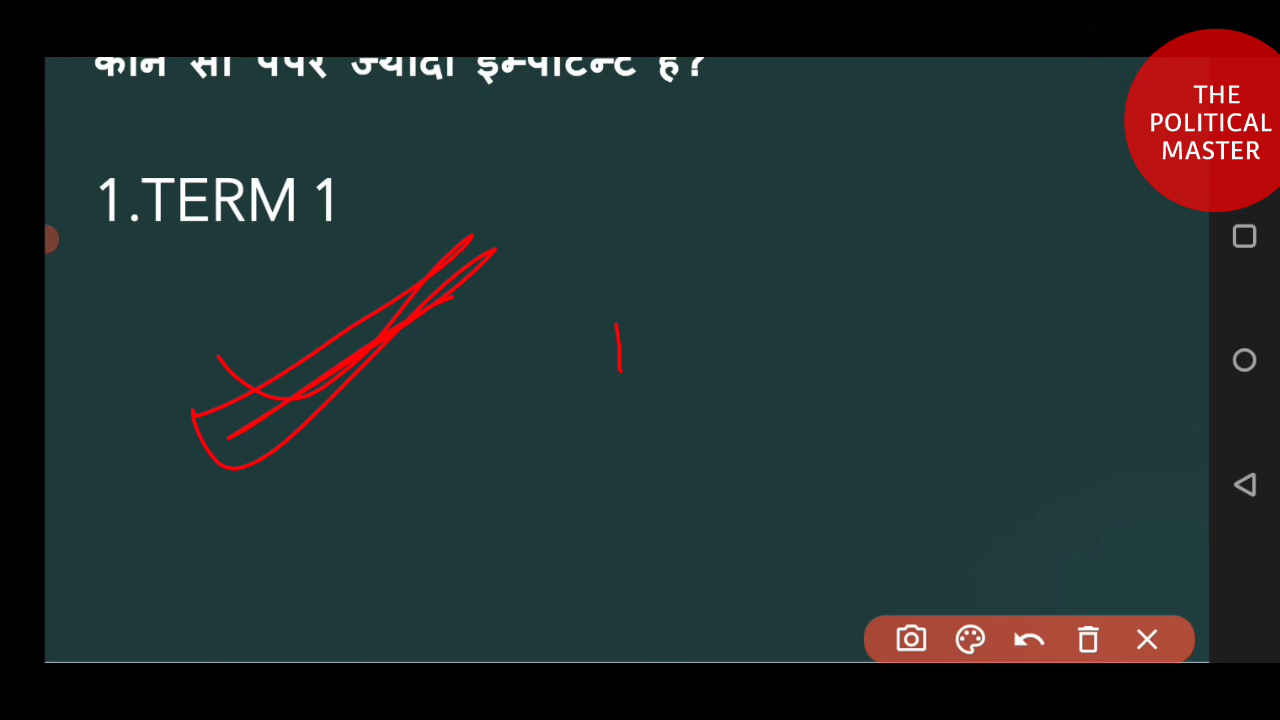 कौन सा पेपर ज्यादा इम्पोर्टेन्ट है?
1.TERM 1
THE
POLITICAL
MASTER